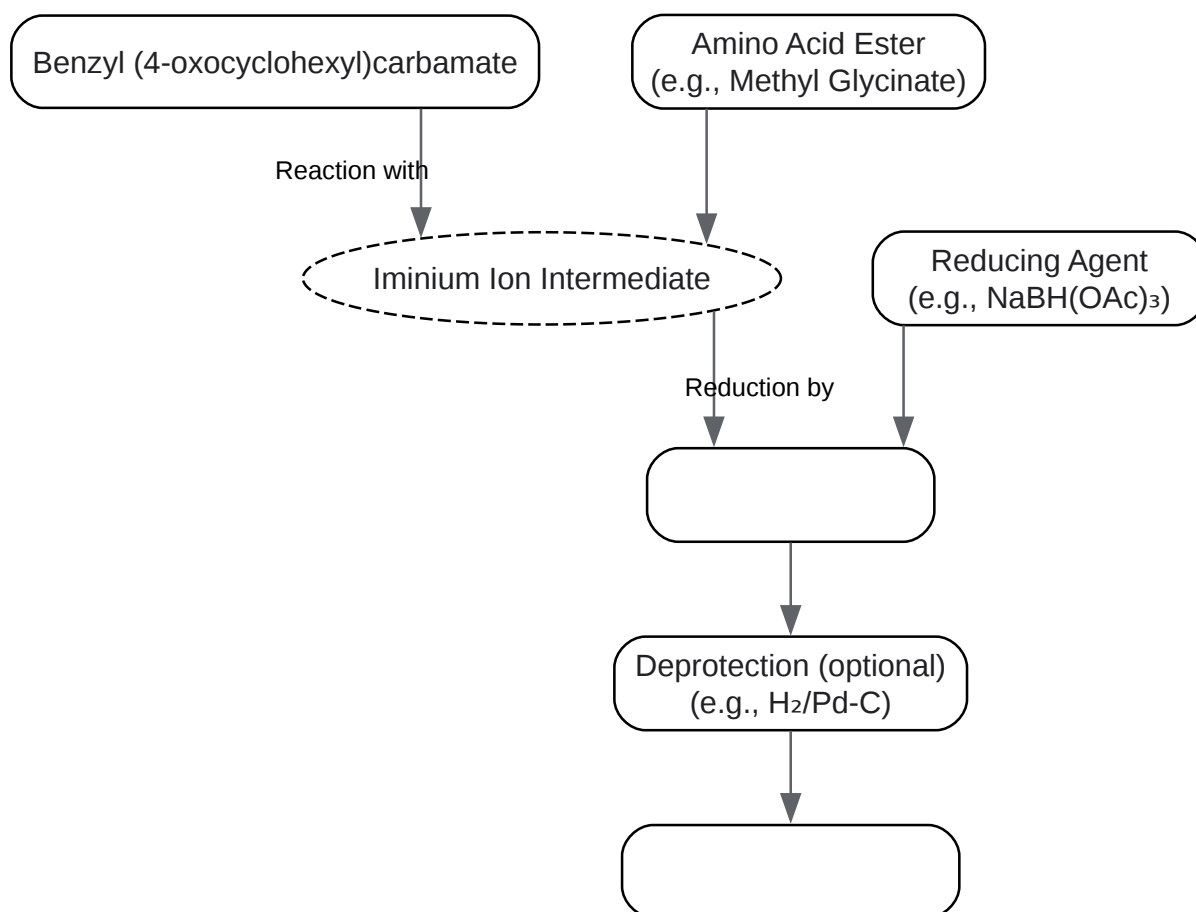 Benzyl (4-oxocyclohexyl)carbamate
Amino Acid Ester
(e.g., Methyl Glycinate)
Reaction with
Iminium Ion Intermediate
Reducing Agent
(e.g., NaBH(OAc)₃)
Reduction by
Deprotection (optional)
(e.g., H₂/Pd-C)